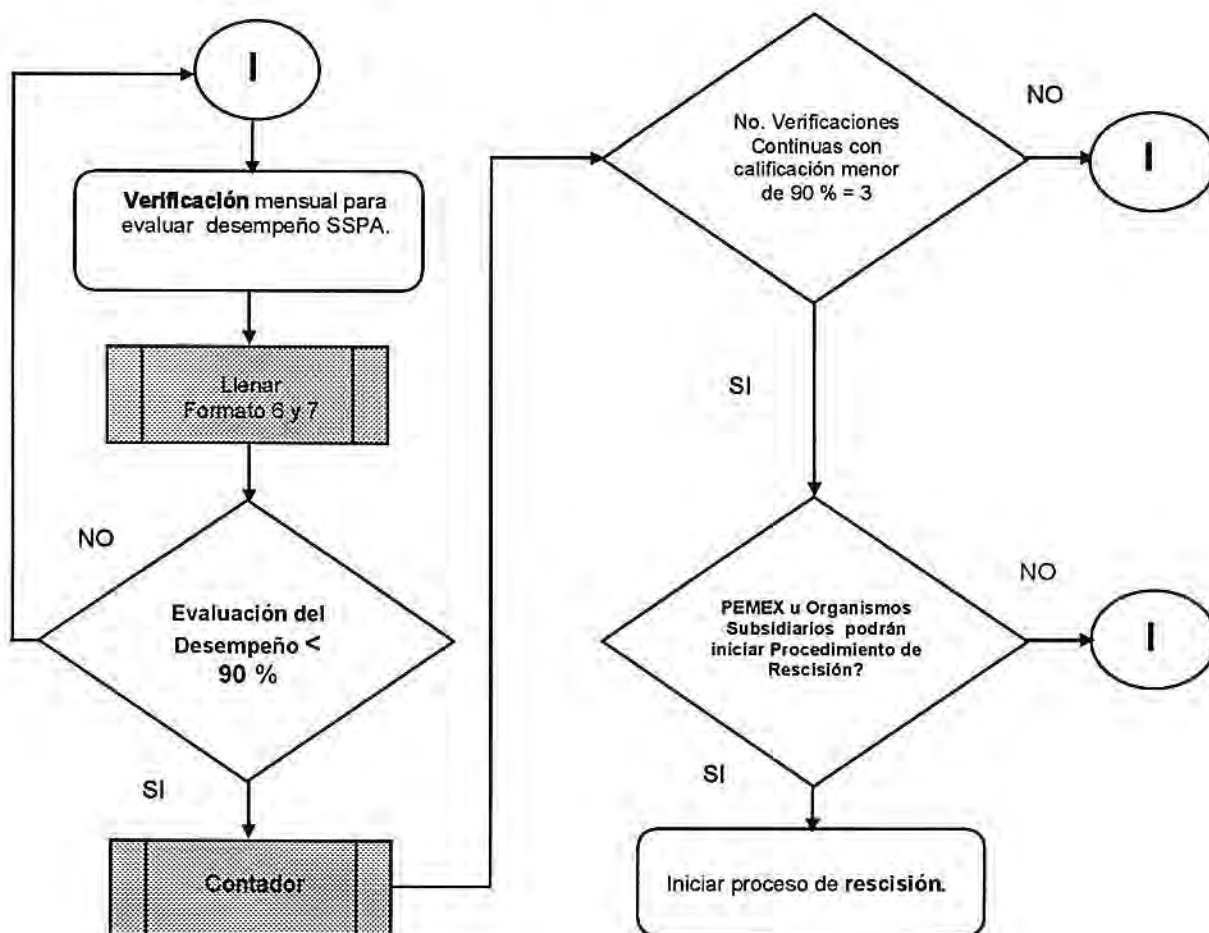 I
Verificación mensual para
evaluar desempeño SSPA.
Llenar
Formato 6 y 7
NO
Evaluación del
Desempeño <
90 %
SI
Contador
No. Verificaciones
Continuas con
calificación menor
de 90 % = 3
NO
I
SI
PEMEX u Organismos
Subsidiarios podrán
iniciar Procedimiento de
Rescisión?
NO
I
SI
Iniciar proceso de rescisión.